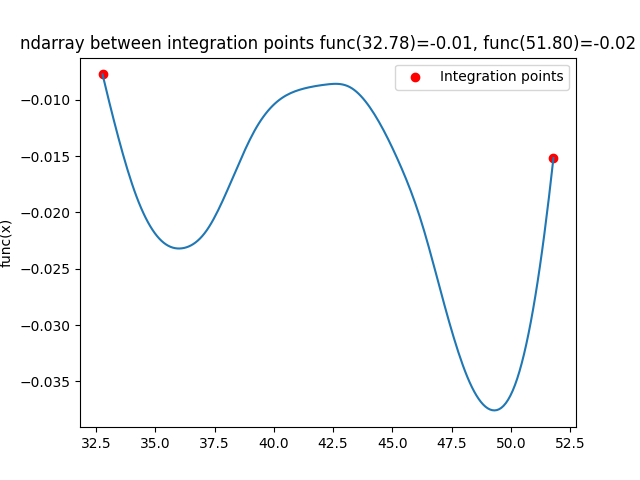 ndarray between integration points func(32.78)=-0.01, func(51.80)=-0.02
Integration points
func(x)
−0.010
−0.015
−0.020
−0.025
−0.030
−0.035
32.5 35.0 37.5 40.0 42.5 45.0 47.5 50.0 52.5